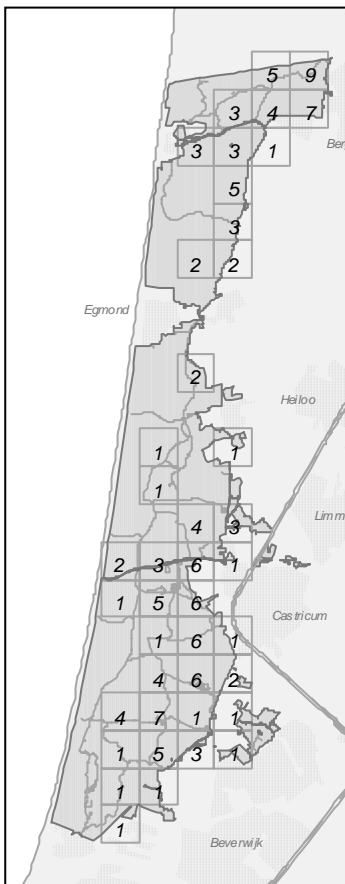 5 9
3 4 7
Ber
3 3 1
5
3
2 2
Egmond
2
Heiloo
1 1
1
4 3
Limm
2 3 6 1
1 5 6
Castricum
1 6 1
4 6 2
4 7 1 1
1 5 3 1
1 1
1
Beverwijk